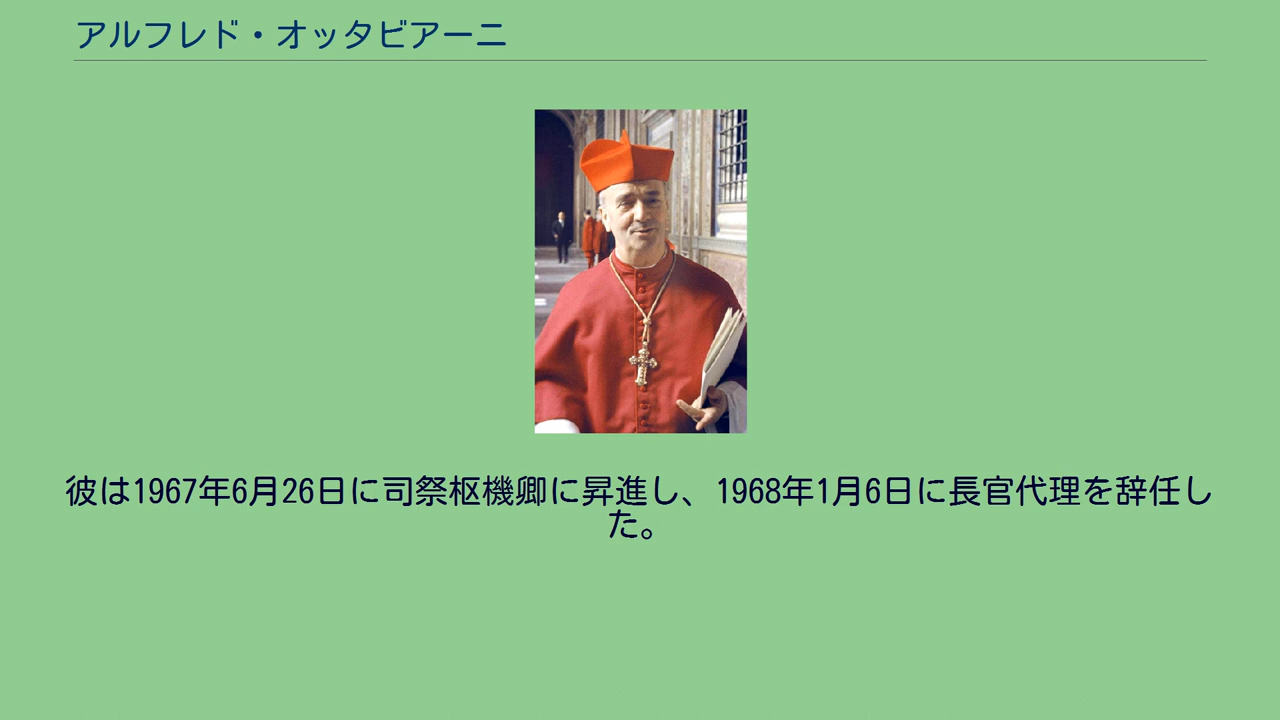 アルフレド・オッタビアーニ
彼は1967年6月26日に司祭枢機卿に昇進し、1968年1月6日に長官代理を辞任し
た。